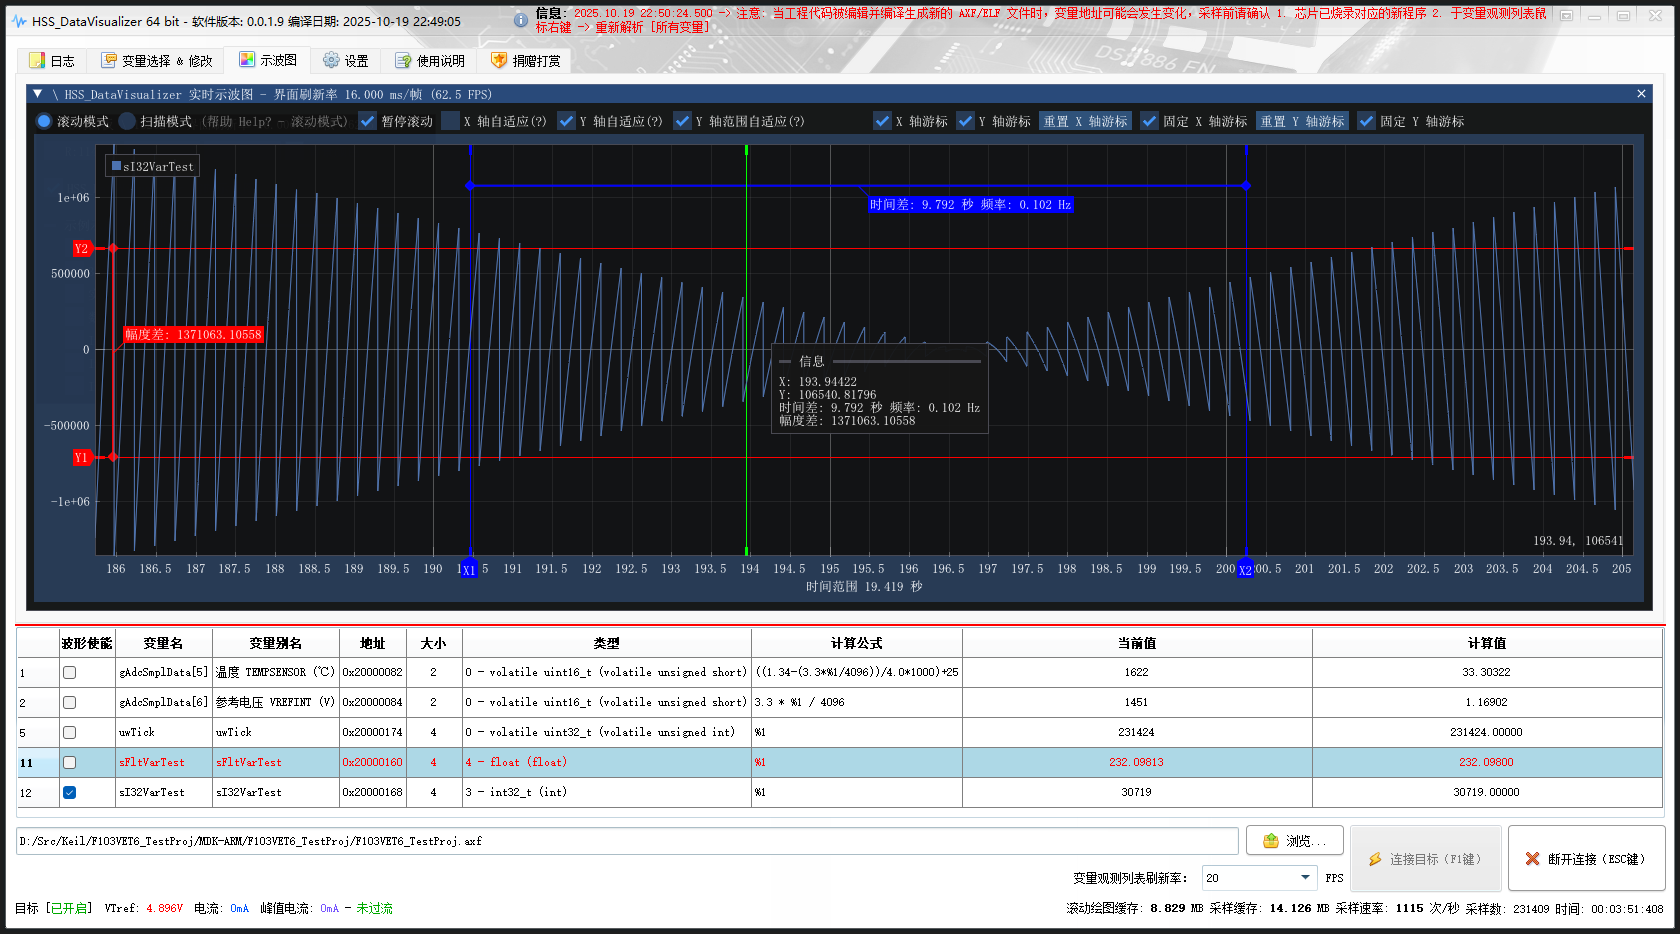 HSS_DataVisualizer 64 bit - 软件版本: 0.0.1.9 编译日期: 2025-10-19 22:49:05
信息: 2025.10.19 22:50:24.500 -> 注意: 当工程代码被编辑并编译生成新的 AXF/ELF 文件时, 变量地址可能会发生变化, 采样前请确认 1. 芯片已烧录对应的新程序 2. 于变量观测列表鼠
标右键 -> 重新解析 [所有变量]
日志 变量选择 & 修改 示波图 设置 使用说明 捐赠打赏
\ HSS_DataVisualizer 实时示波图 - 界面刷新率 16.000 ms/帧 (62.5 FPS)
滚动模式 扫描模式 (帮助 Help? - 滚动模式) 暂停滚动 X 轴自适应(?) Y 轴自适应(?) Y 轴范围自适应(?) X 轴游标 Y 轴游标 重置 X 轴游标 固定 X 轴游标 重置 Y 轴游标 固定 Y 轴游标
sI32VarTest
1e+06
时间差: 9.792 秒 频率: 0.102 Hz
Y2
500000
幅度差: 1371063.10558
0
信息
X: 193.94422
Y: 106540.81796
时间差: 9.792 秒 频率: 0.102 Hz
幅度差: 1371063.10558
-500000
Y1
-1e+06
193.94, 106541
186 186.5 187 187.5 188 188.5 189 189.5 190 X1 .5 191 191.5 192 192.5 193 193.5 194 194.5 195 195.5 196 196.5 197 197.5 198 198.5 199 199.5 200 X2 00.5 201 201.5 202 202.5 203 203.5 204 204.5 205
时间范围 19.419 秒
波形使能 变量名 变量别名 地址 大小 类型 计算公式 当前值 计算值
1 gAdcSmplData[5] 温度 TEMPSENSOR (℃) 0x20000082 2 0 - volatile uint16_t (volatile unsigned short) ((1.34-(3.3*%1/4096))/4.0*1000)+25 1622 33.30322
2 gAdcSmplData[6] 参考电压 VREFINT (V) 0x20000084 2 0 - volatile uint16_t (volatile unsigned short) 3.3 * %1 / 4096 1451 1.16902
5 uwTick uwTick 0x20000174 4 0 - volatile uint32_t (volatile unsigned int) %1 231424 231424.00000
11 sFltVarTest sFltVarTest 0x20000160 4 4 - float (float) %1 232.09813 232.09800
12 sI32VarTest sI32VarTest 0x20000168 4 3 - int32_t (int) %1 30719 30719.00000
D:/Src/Keil/F103VET6_TestProj/MDK-ARM/F103VET6_TestProj/F103VET6_TestProj.axf 浏览... 连接目标 (F1键) 断开连接 (ESC键)
变量观测列表刷新率: 20 FPS
目标 [已开启] VTref: 4.896V 电流: 0mA 峰值电流: 0mA - 未过流 滚动绘图缓存: 8.829 MB 采样缓存: 14.126 MB 采样速率: 1115 次/秒 采样数: 231409 时间: 00:03:51:408